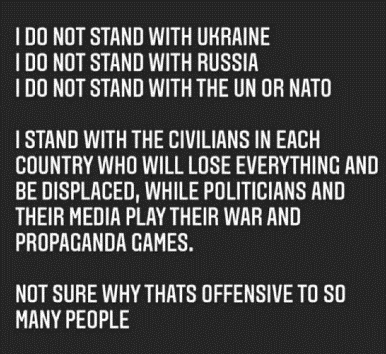 I DO NOT STAND WITH UKRAINE
I DO NOT STAND WITH RUSSIA
I DO NOT STAND WITH THE UN OR NATO
I STAND WITH THE CIVILIANS IN EACH
COUNTRY WHO WILL LOSE EVERYTHING AND
BE DISPLACED, WHILE POLITICIANS AND
THEIR MEDIA PLAY THEIR WAR AND
PROPAGANDA GAMES.
NOT SURE WHY THATS OFFENSIVE TO SO
MANY PEOPLE